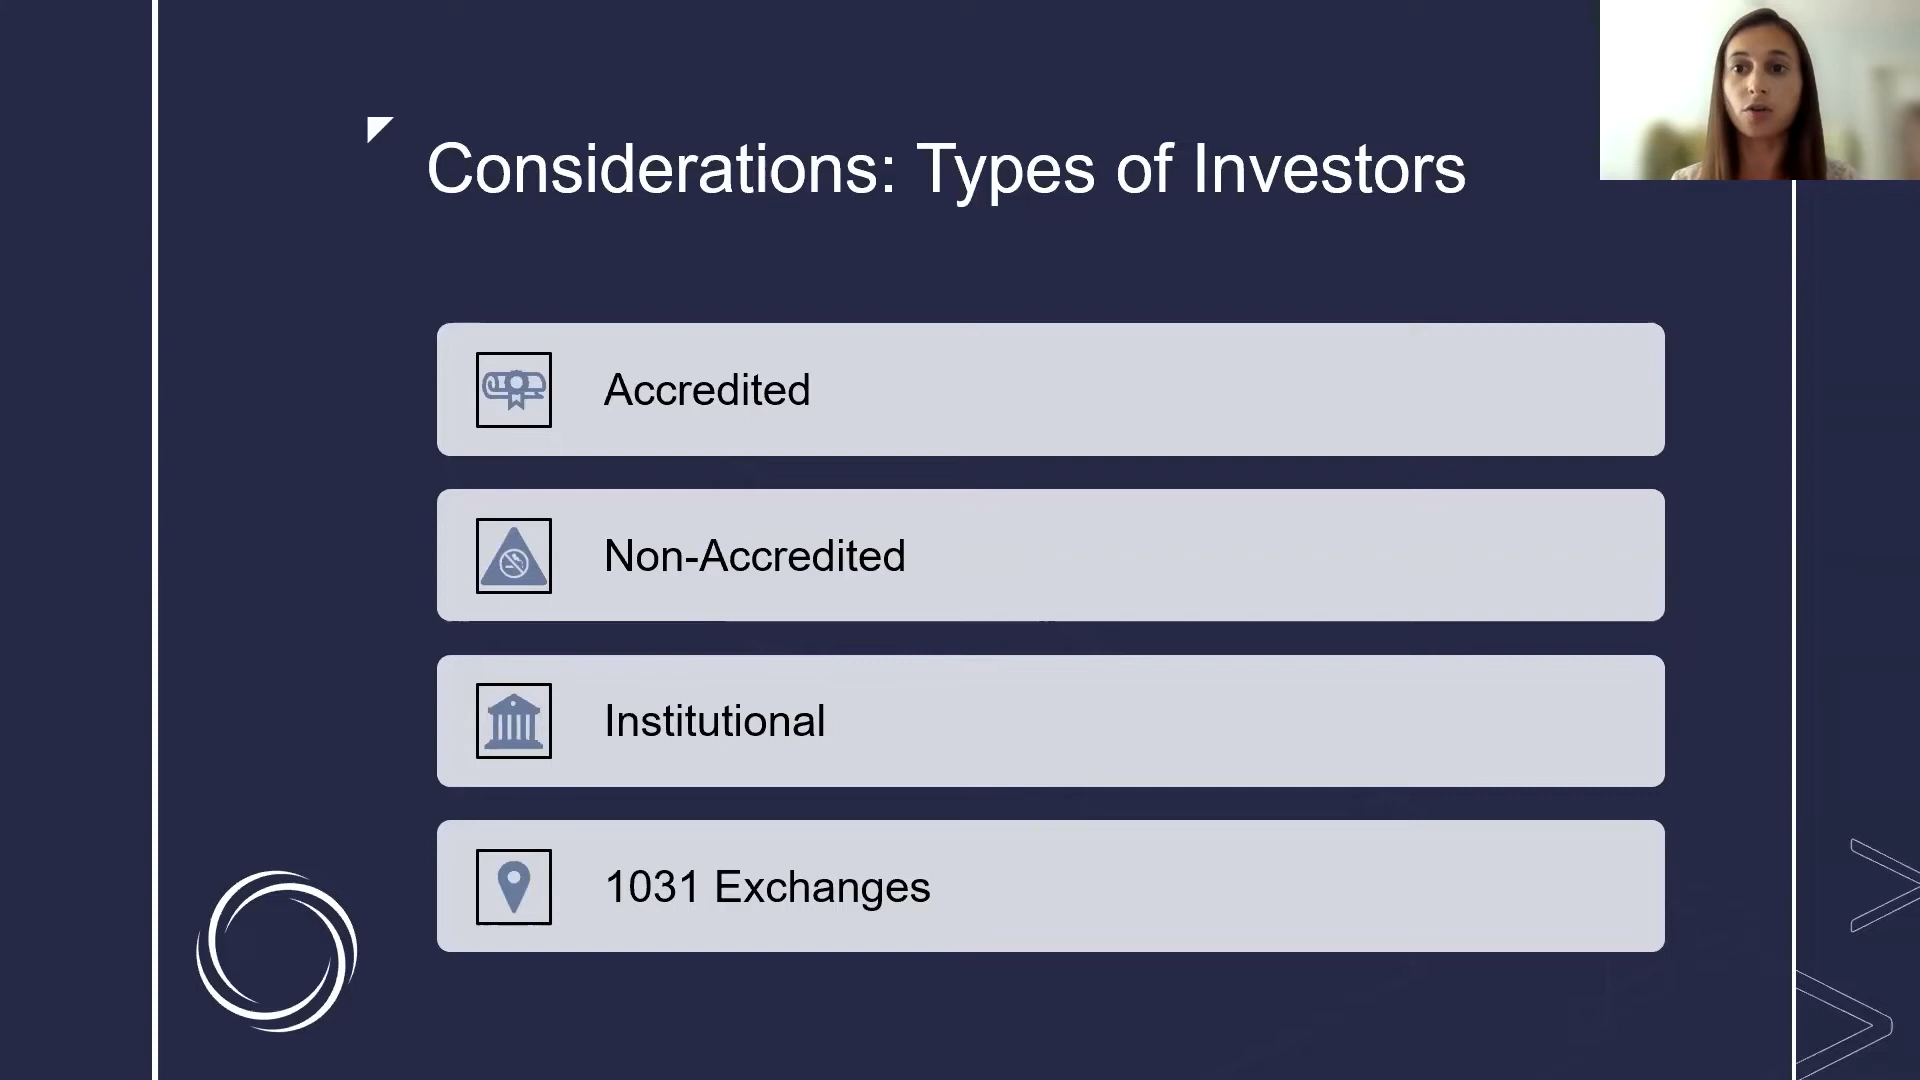 Considerations: Types of Investors
Accredited
Non-Accredited
Institutional
1031 Exchanges